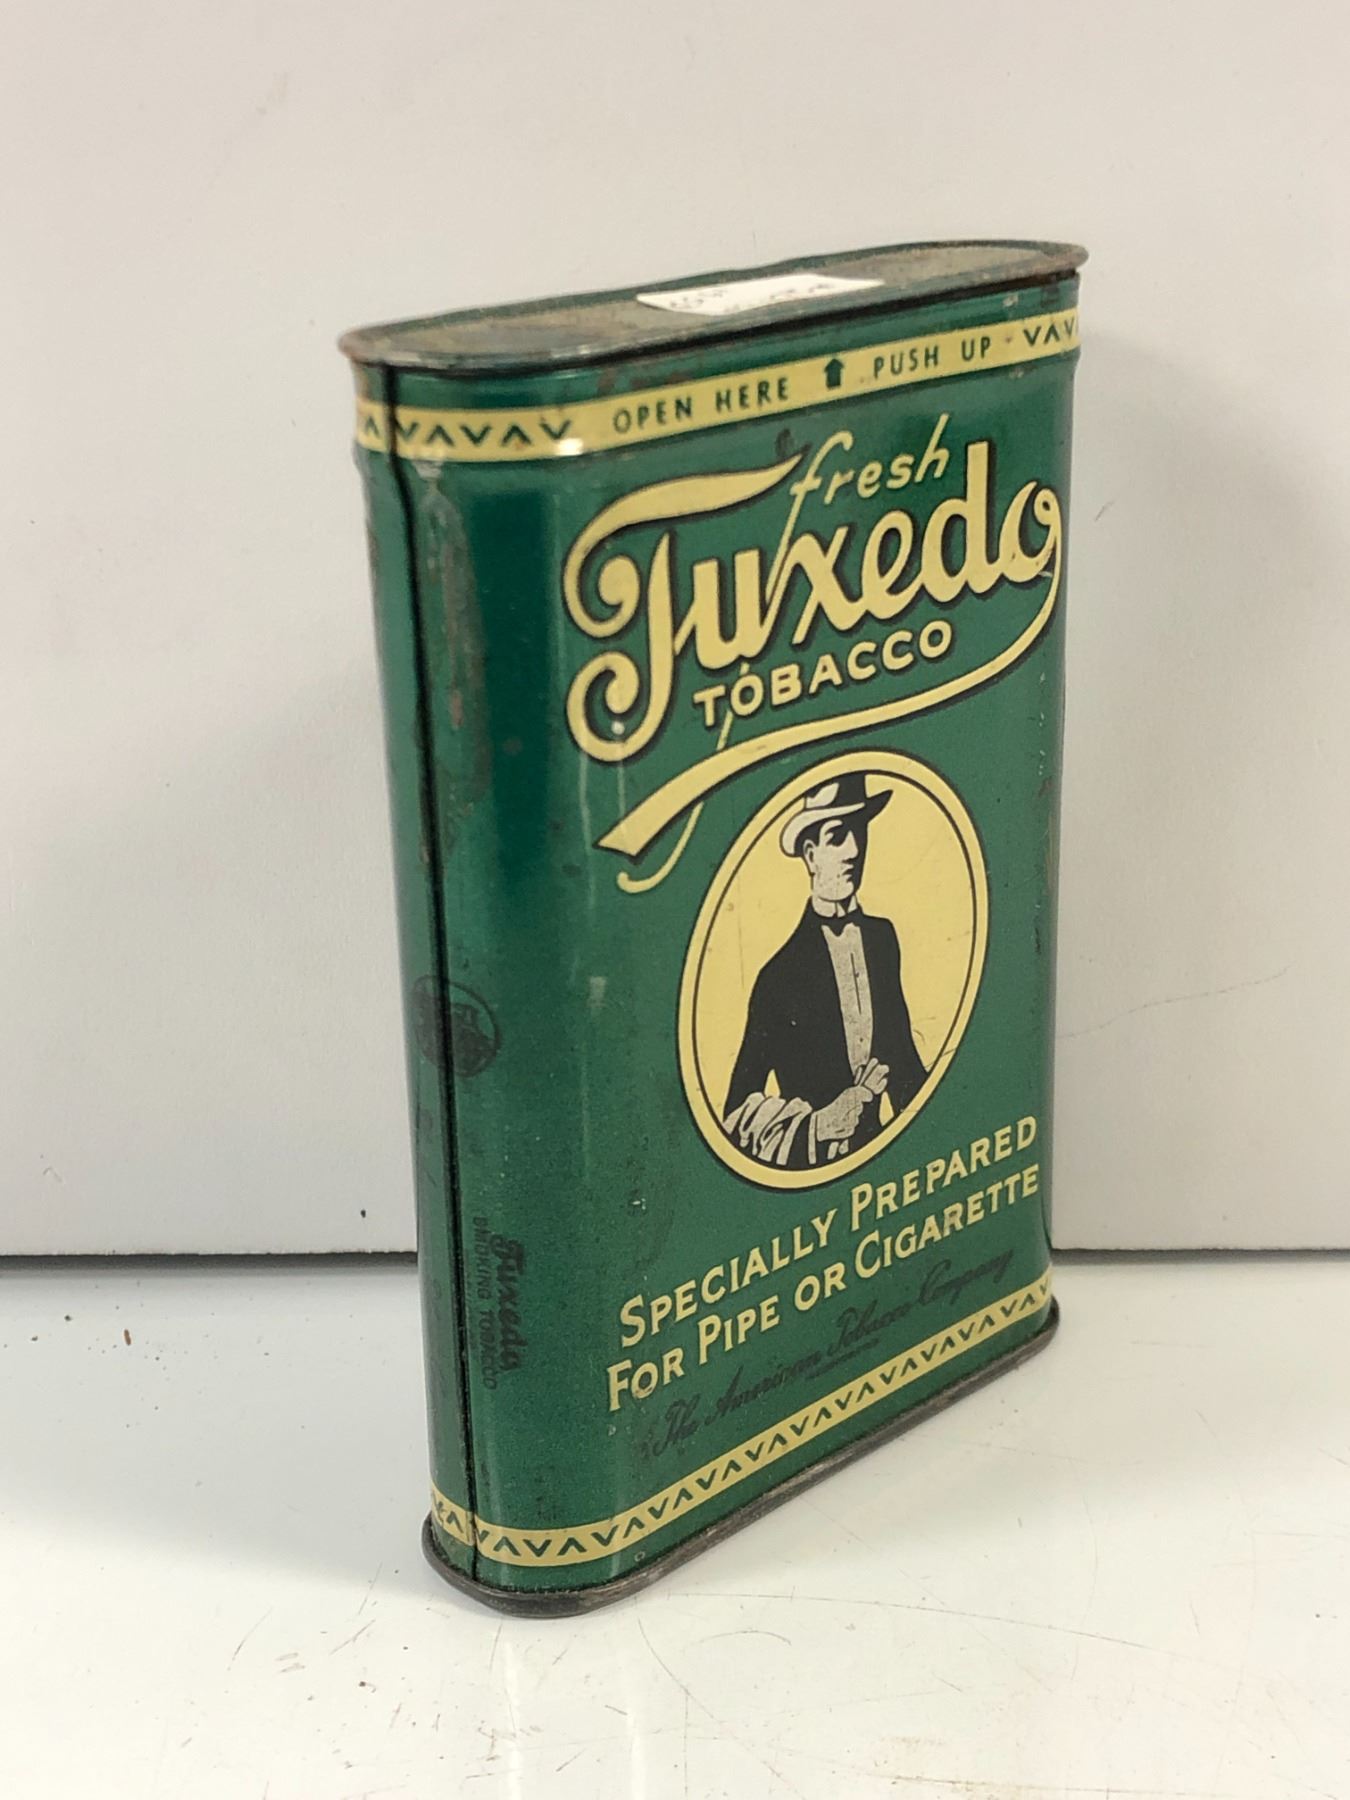 OPEN HERE PUSH UP
fresh
Tuxedo
TOBACCO
SPECIALLY PREPARED
FOR PIPE OR CIGARETTE
The American Tobacco Company
Tuxedo
SMOKING TOBACCO